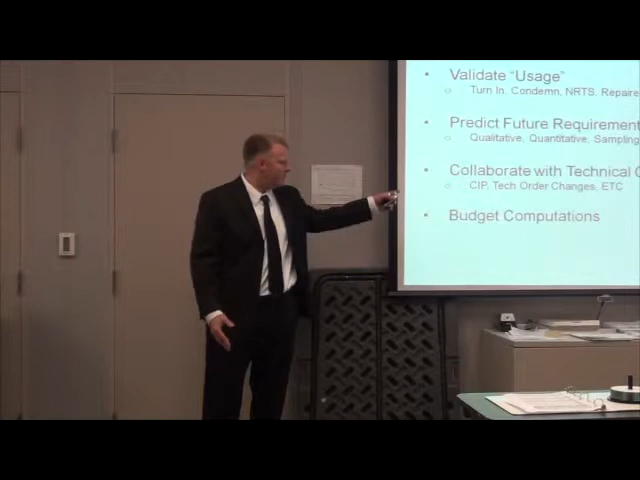 Validate “Usage”
Turn In, Condemn, NRTS, Repaire
Predict Future Requirement
Qualitative, Quantitative, Sampling
Collaborate with Technical
CIP, Tech Order Changes, ETC
Budget Computations